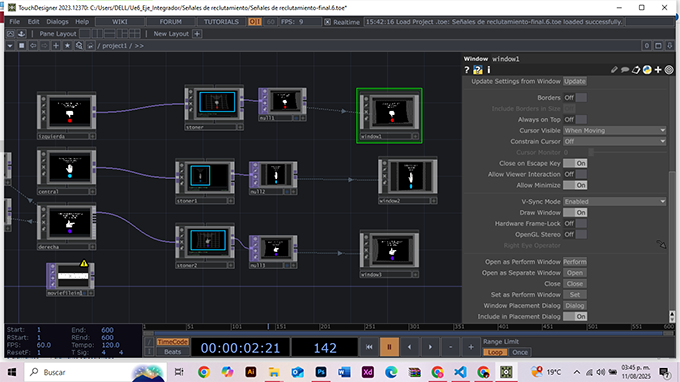 TouchDesigner 2023.12370: C:/Users/DELL/Ue6_Eje_Integrador/Señales de reclutamiento/Señales de reclutamiento-final.6.toe*
File Edit Dialogs Help WIKI FORUM TUTORIALS OII 60 FPS: 9 Realtime 15:42:16 Load Project .toe: Señales de reclutamiento-final.6.toe loaded successfully.
Pane Layout New Layout +
/ project1 / >>
Window window1
Update Settings from Window Update
Borders Off
Include Borders in Size Off
Always on Top Off
Cursor Visible When Moving
Constrain Cursor Off
Cursor Monitor 0
Close on Escape Key On
Allow Viewer Interaction Off
Allow Minimize On
V-Sync Mode Enabled
Draw Window On
Hardware Frame-Lock Off
OpenGL Stereo Off
Right Eye Operator
Open as Perform Window Perform
Open as Separate Window Open
Close Close
Set as Perform Window Set
Window Placement Dialog Dialog
Include in Placement Dialog On
izquierda
stoner
null1
window1
central
stoner1
null2
window2
derecha
stoner2
null3
window3
moviefilein1
Start: 1 End: 600
RStart: 1 REnd: 600
FPS: 60.0 Tempo: 120.0
ResetF: 1 T Sig: 4 4
1 51 101 151 201 251 301 351 401 451 501 551 600
TimeCode
Beats
00:00:02:21 142
Range Limit
Loop Once
Buscar
19°C
03:45 p. m.
11/08/2025